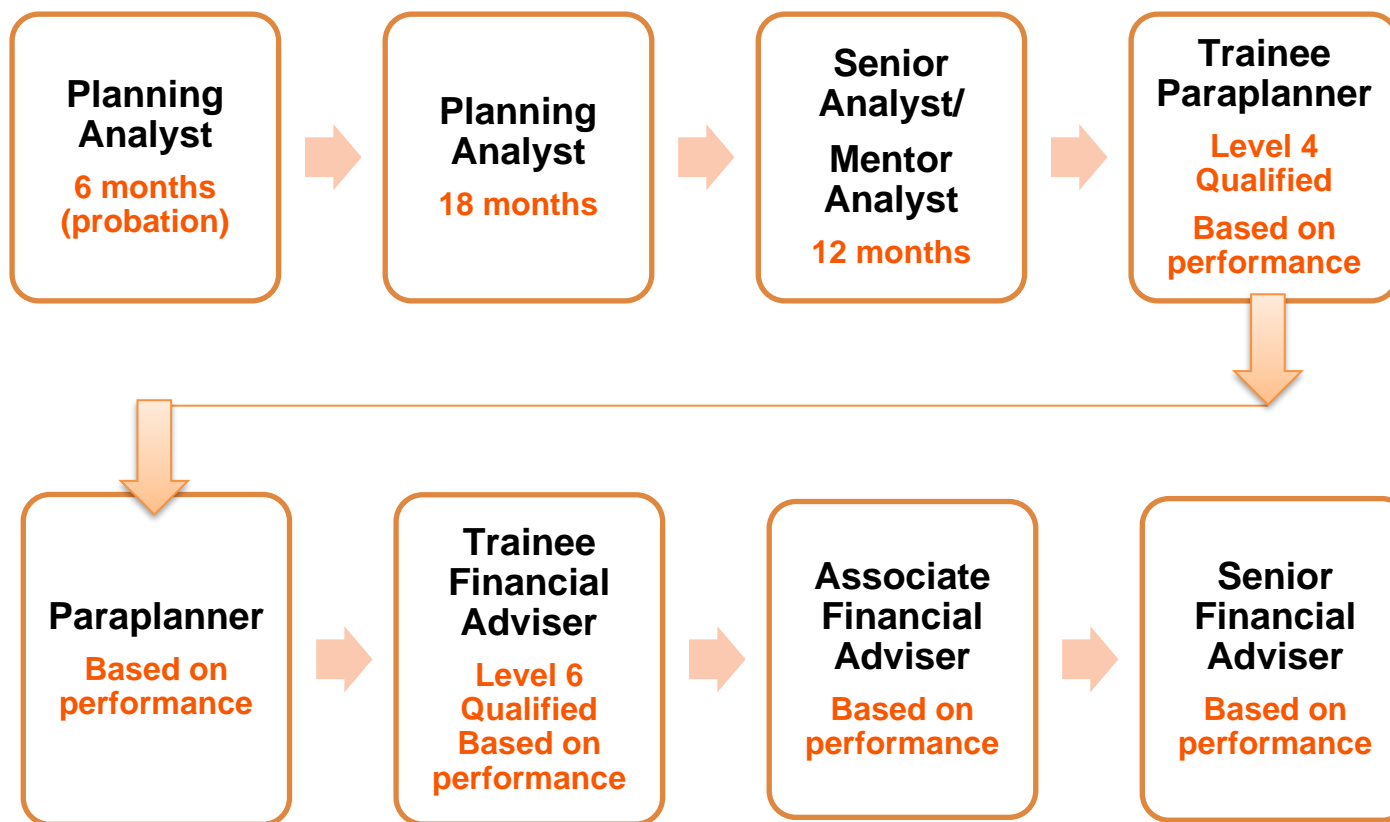 Planning
Analyst
6 months
(probation)
Planning
Analyst
18 months
Senior
Analyst/
Mentor
Analyst
12 months
Trainee
Paraplanner
Level 4
Qualified
Based on
performance
Paraplanner
Based on
performance
Trainee
Financial
Adviser
Level 6
Qualified
Based on
performance
Associate
Financial
Adviser
Based on
performance
Senior
Financial
Adviser
Based on
performance